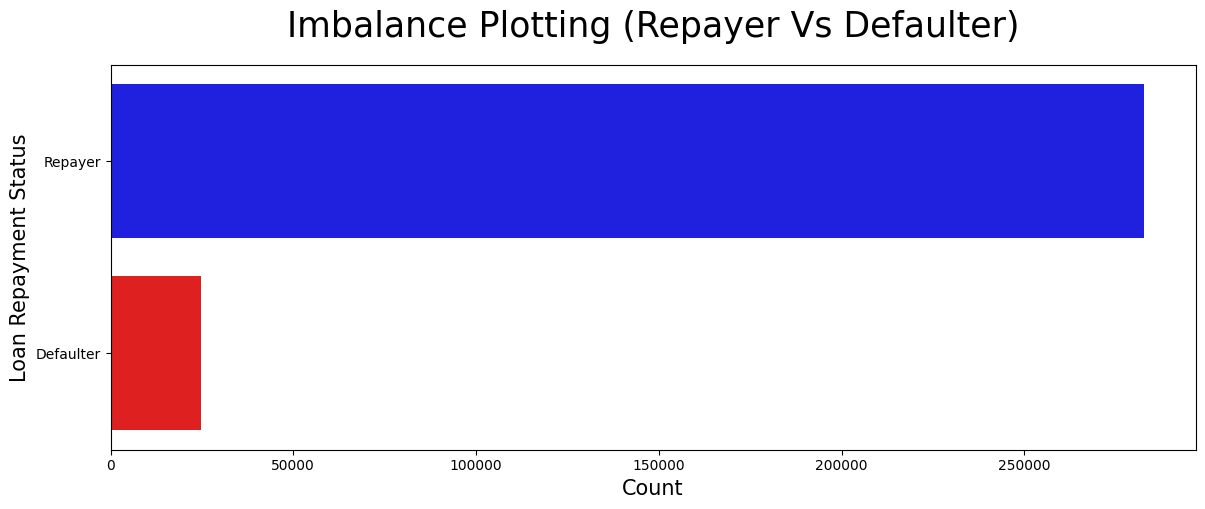 Imbalance Plotting (Repayer Vs Defaulter)
Loan Repayment Status
Repayer
Defaulter
0 50000 100000 150000 200000 250000
Count